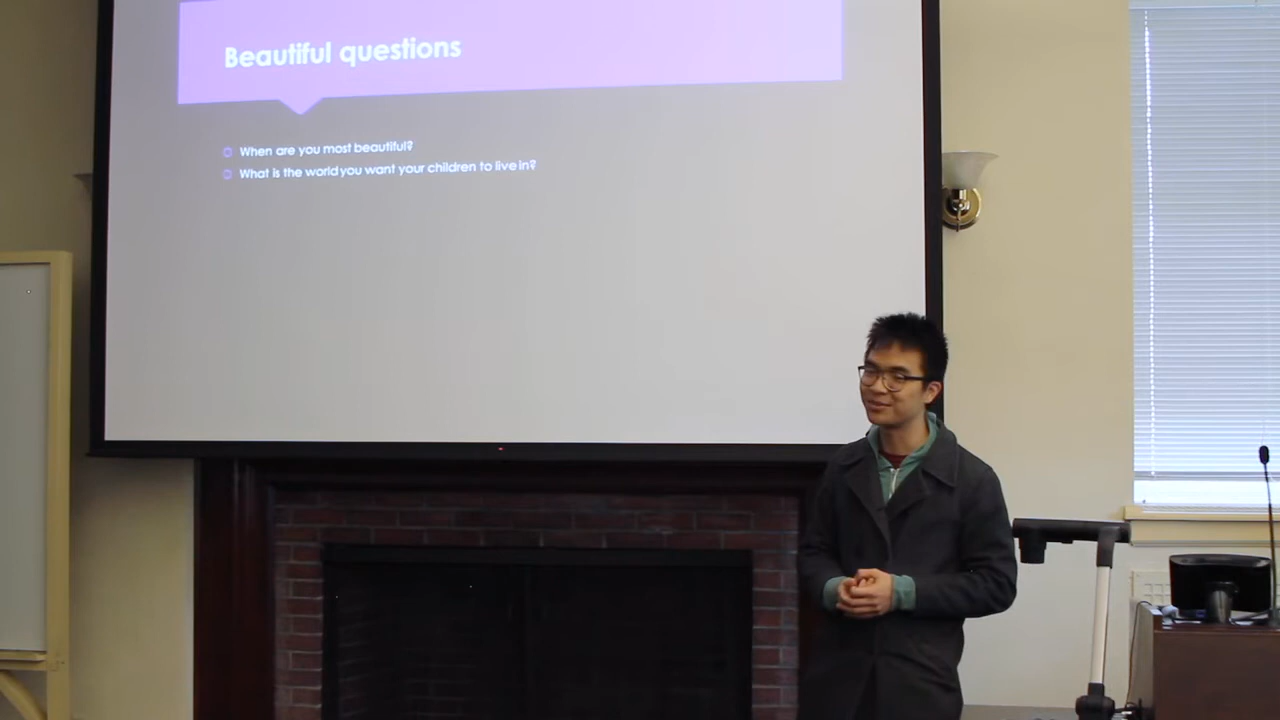 Beautiful questions
When are you most beautiful?
What is the world you want your children to live in?